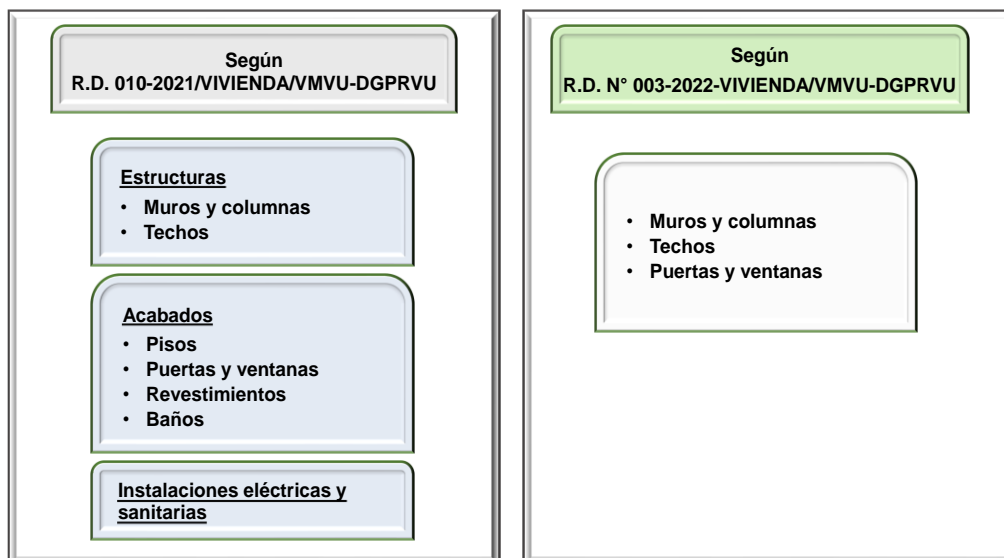 Según
R.D. 010-2021/VIVIENDA/VMVU-DGPRVU
Estructuras
• Muros y columnas
• Techos
Acabados
• Pisos
• Puertas y ventanas
• Revestimientos
• Baños
Instalaciones eléctricas y
sanitarias
Según
R.D. N° 003-2022-VIVIENDA/VMVU-DGPRVU
• Muros y columnas
• Techos
• Puertas y ventanas